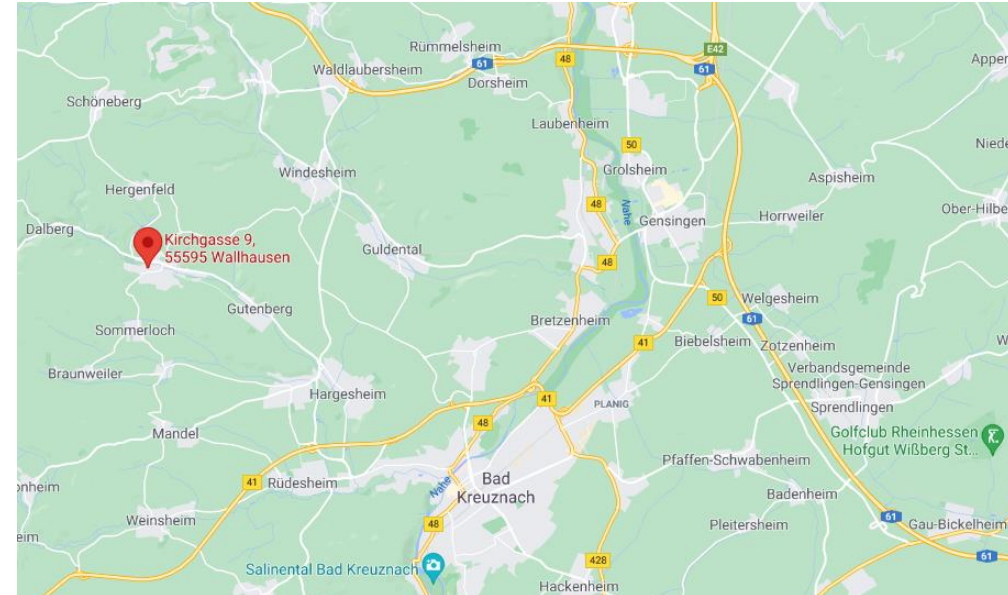 E42
Rümmelsheim
61
48
61
Appen
Waldlaubersheim
Dorsheim
Schöneberg
Laubenheim
50
Niede
Windesheim
Grolsheim
Aspisheim
Hergenfeld
48
Nahe
Gensingen
Horrweiler
Ober-Hilbe
Dalberg
Kirchgasse 9,
55595 Wallhausen
Guldental
48
Gutenberg
50
Welgesheim
61
Sommerloch
Bretzenheim
41
Biebelsheim
Zotzenheim
W
Braunweiler
Verbandsgemeinde
Sprendlingen-Gensingen
Hargesheim
41
PLANIG
Sprendlingen
48
Mandel
Golfclub Rheinhessen
Hofgut Wißberg St...
Pfaffen-Schwabenheim
onheim
41
Rüdesheim
Nahe
Bad
Kreuznach
Badenheim
Weinsheim
48
Pleitersheim
61
Gau-Bickelheim
eim
428
61
Salinental Bad Kreuznach
Hackenheim